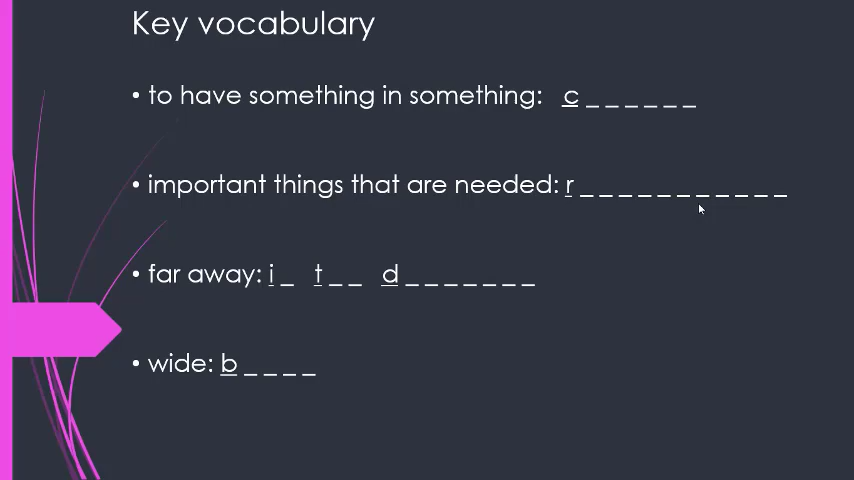 Key vocabulary
• to have something in something: c _ _ _ _ _ _
• important things that are needed: r _ _ _ _ _ _ _ _ _ _ _
• far away: i _ t _ _ d _ _ _ _ _ _ _
• wide: b _ _ _ _